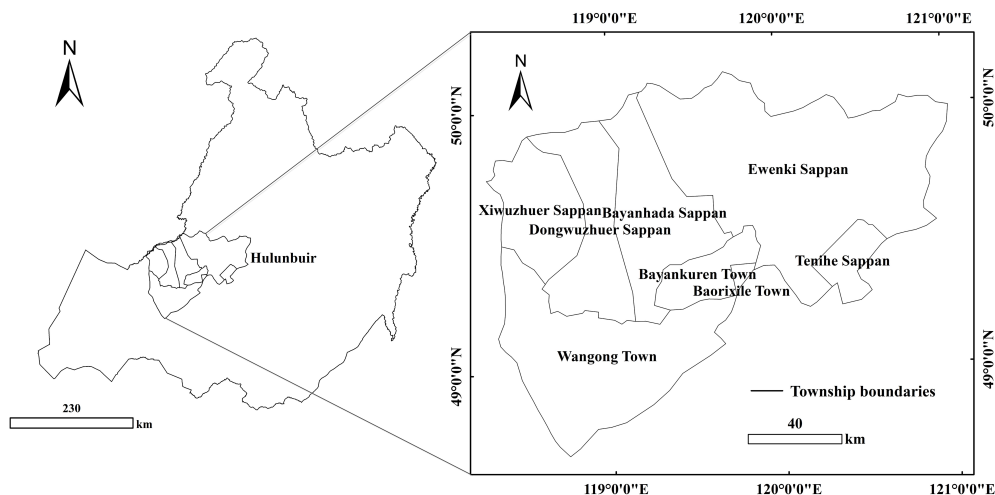 N
Hulunbuir
230
km
119°0'0"E
120°0'0"E
121°0'0"E
N
50°0'0"N
50°0'0"N
Ewenki Sappan
Xiwuzhuer Sappan
Bayanhada Sappan
Dongwuzhuer Sappan
Tenihe Sappan
Bayankuren Town
Baorixile Town
Wangong Town
49°0'0"N
49°0'0"N
Township boundaries
40
km
119°0'0"E
120°0'0"E
121°0'0"E